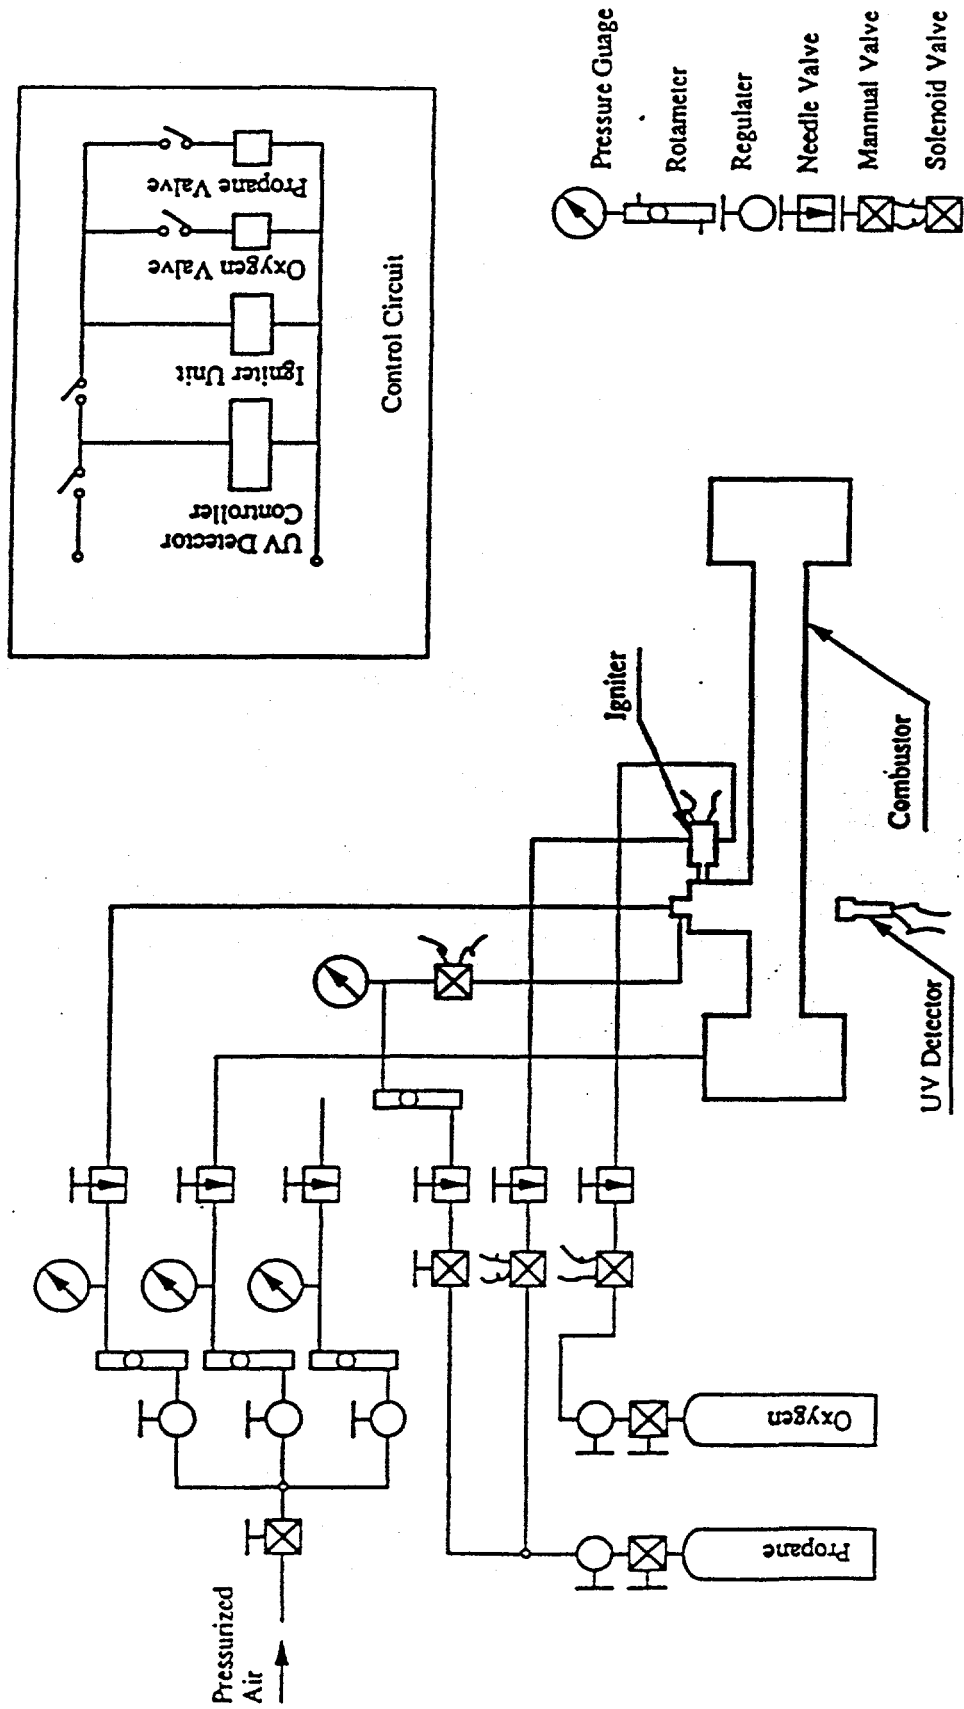 Pressurized
Air
Propane
Oxygen
UV Detector
Combustor
Igniter
UV Detector
Controller
Igniter Unit
Oxygen Valve
Propane Valve
Control Circuit
Pressure Guage
Rotameter
Regulater
Needle Valve
Mannual Valve
Solenoid Valve